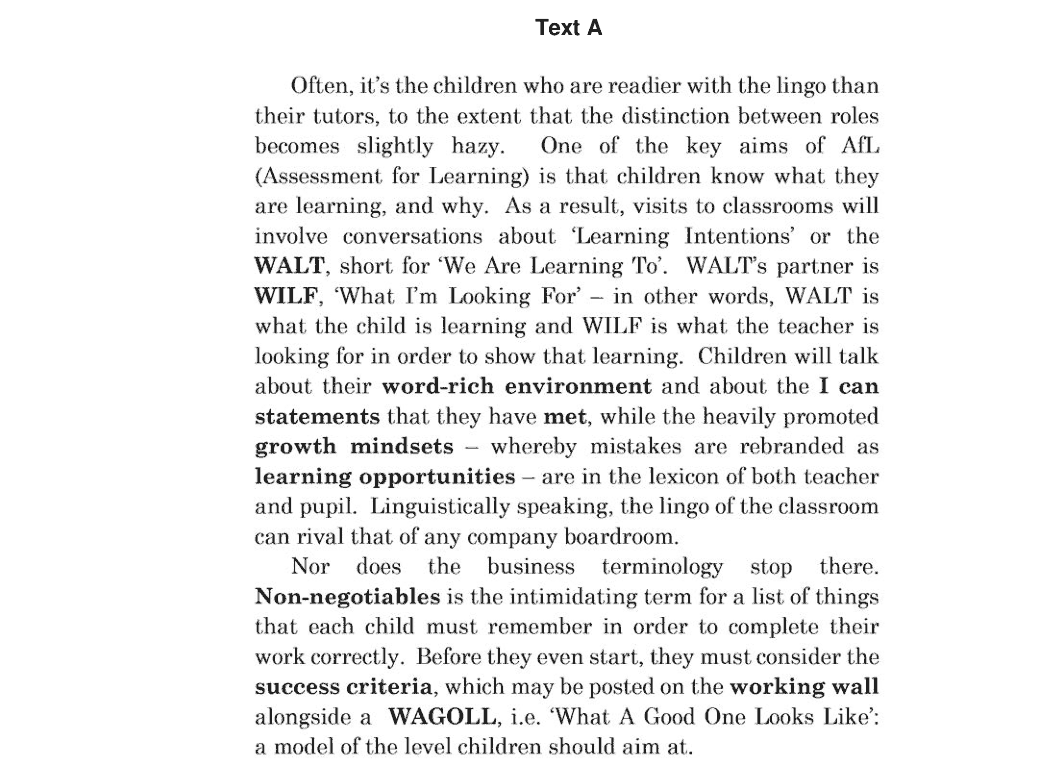 Text A
Often, it’s the children who are readier with the lingo than
their tutors, to the extent that the distinction between roles
becomes slightly hazy. One of the key aims of AfL
(Assessment for Learning) is that children know what they
are learning, and why. As a result, visits to classrooms will
involve conversations about ‘Learning Intentions’ or the
WALT, short for ‘We Are Learning To’. WALT’s partner is
WILF, ‘What I’m Looking For’ – in other words, WALT is
what the child is learning and WILF is what the teacher is
looking for in order to show that learning. Children will talk
about their word-rich environment and about the I can
statements that they have met, while the heavily promoted
growth mindsets – whereby mistakes are rebranded as
learning opportunities – are in the lexicon of both teacher
and pupil. Linguistically speaking, the lingo of the classroom
can rival that of any company boardroom.
Nor does the business terminology stop there.
Non-negotiables is the intimidating term for a list of things
that each child must remember in order to complete their
work correctly. Before they even start, they must consider the
success criteria, which may be posted on the working wall
alongside a WAGOLL, i.e. ‘What A Good One Looks Like’:
a model of the level children should aim at.